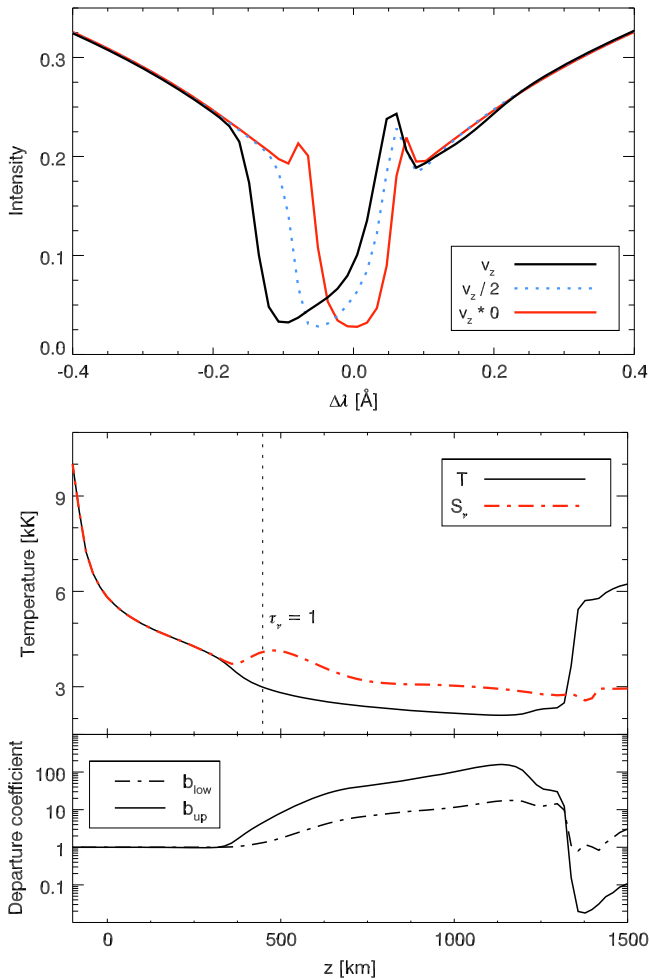 0.3
0.2
0.1
0.0
Intensity
v_z
v_z / 2
v_z * 0
-0.4 -0.2 0.0 0.2 0.4
Δλ [Å]
9
6
3
Temperature [kK]
T
S_ν
τ_ν = 1
100
10
1
0.1
Departure coefficient
b_low
b_up
0 500 1000 1500
z [km]